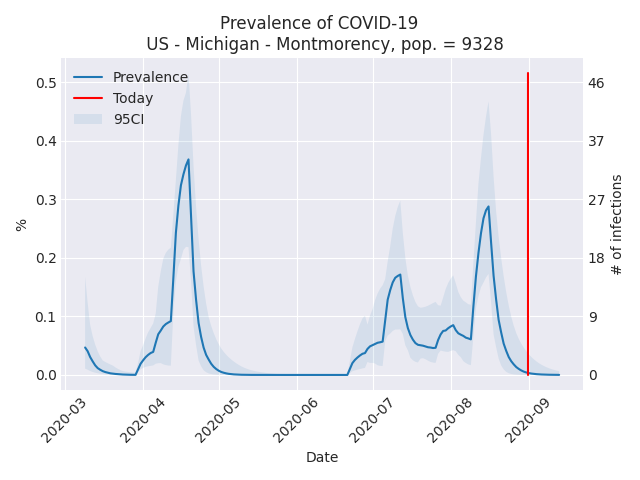 Prevalence of COVID-19
US - Michigan - Montmorency, pop. = 9328
Prevalence
Today
95CI
0.5
0.4
0.3
0.2
0.1
0.0
%
46
37
27
18
9
0
# of infections
2020-03
2020-04
2020-05
2020-06
2020-07
2020-08
2020-09
Date